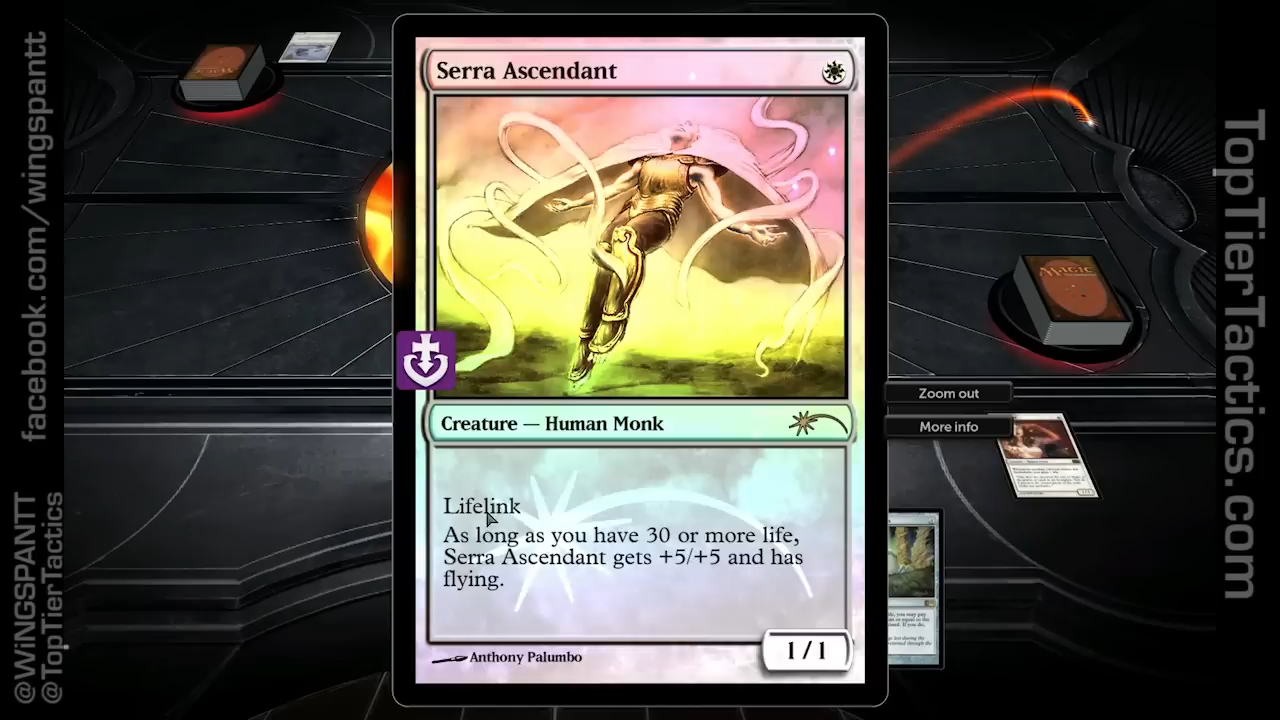 facebook.com/wingspantt
@WiNGSPANTT
@TopTierTactics
Serra Ascendant
Creature — Human Monk
Lifelink
As long as you have 30 or more life,
Serra Ascendant gets +5/+5 and has
flying.
1/1
Anthony Palumbo
MAGIC
Zoom out
More info
TopTierTactics.com